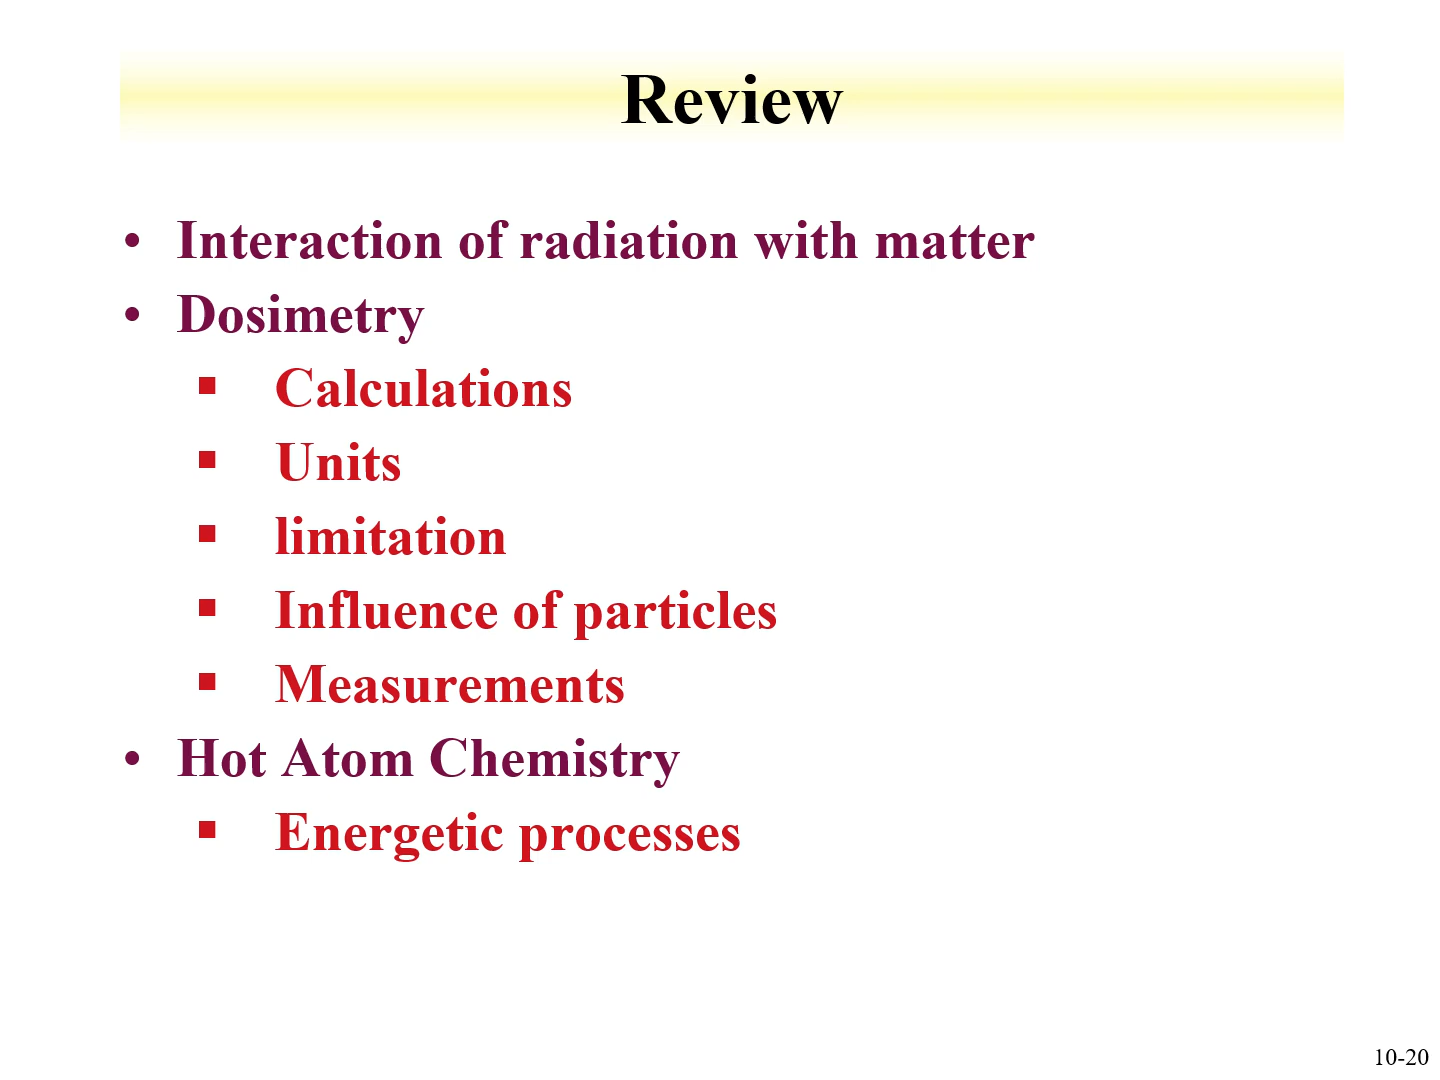 Review
• Interaction of radiation with matter
• Dosimetry
▪ Calculations
▪ Units
▪ limitation
▪ Influence of particles
▪ Measurements
• Hot Atom Chemistry
▪ Energetic processes
10-20